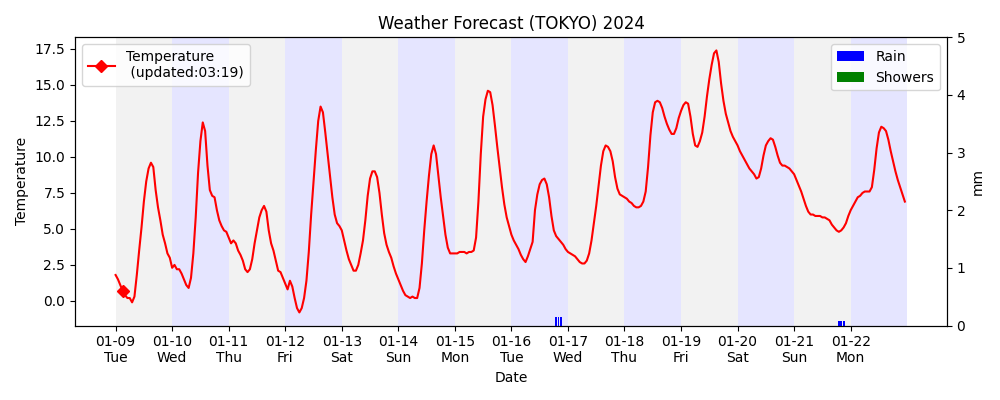 Weather Forecast (TOKYO) 2024
Temperature
(updated:03:19)
Rain
Showers
Temperature
17.5
15.0
12.5
10.0
7.5
5.0
2.5
0.0
5
4
3
2
1
0
mm
01-09 01-10 01-11 01-12 01-13 01-14 01-15 01-16 01-17 01-18 01-19 01-20 01-21 01-22
Tue Wed Thu Fri Sat Sun Mon Tue Wed Thu Fri Sat Sun Mon
Date